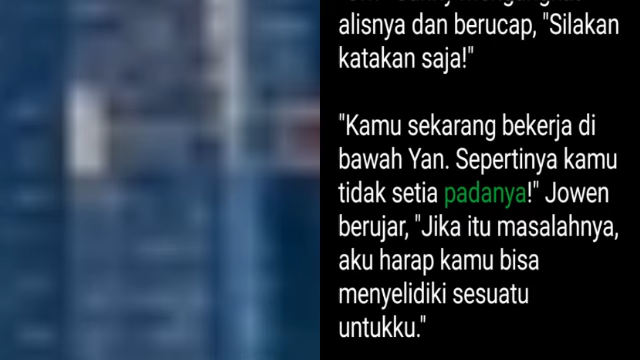 alisnya dan berucap, "Silakan
katakan saja!"
"Kamu sekarang bekerja di
bawah Yan. Sepertinya kamu
tidak setia padanya!" Jowen
berujar, "Jika itu masalahnya,
aku harap kamu bisa
menyelidiki sesuatu
untukku."